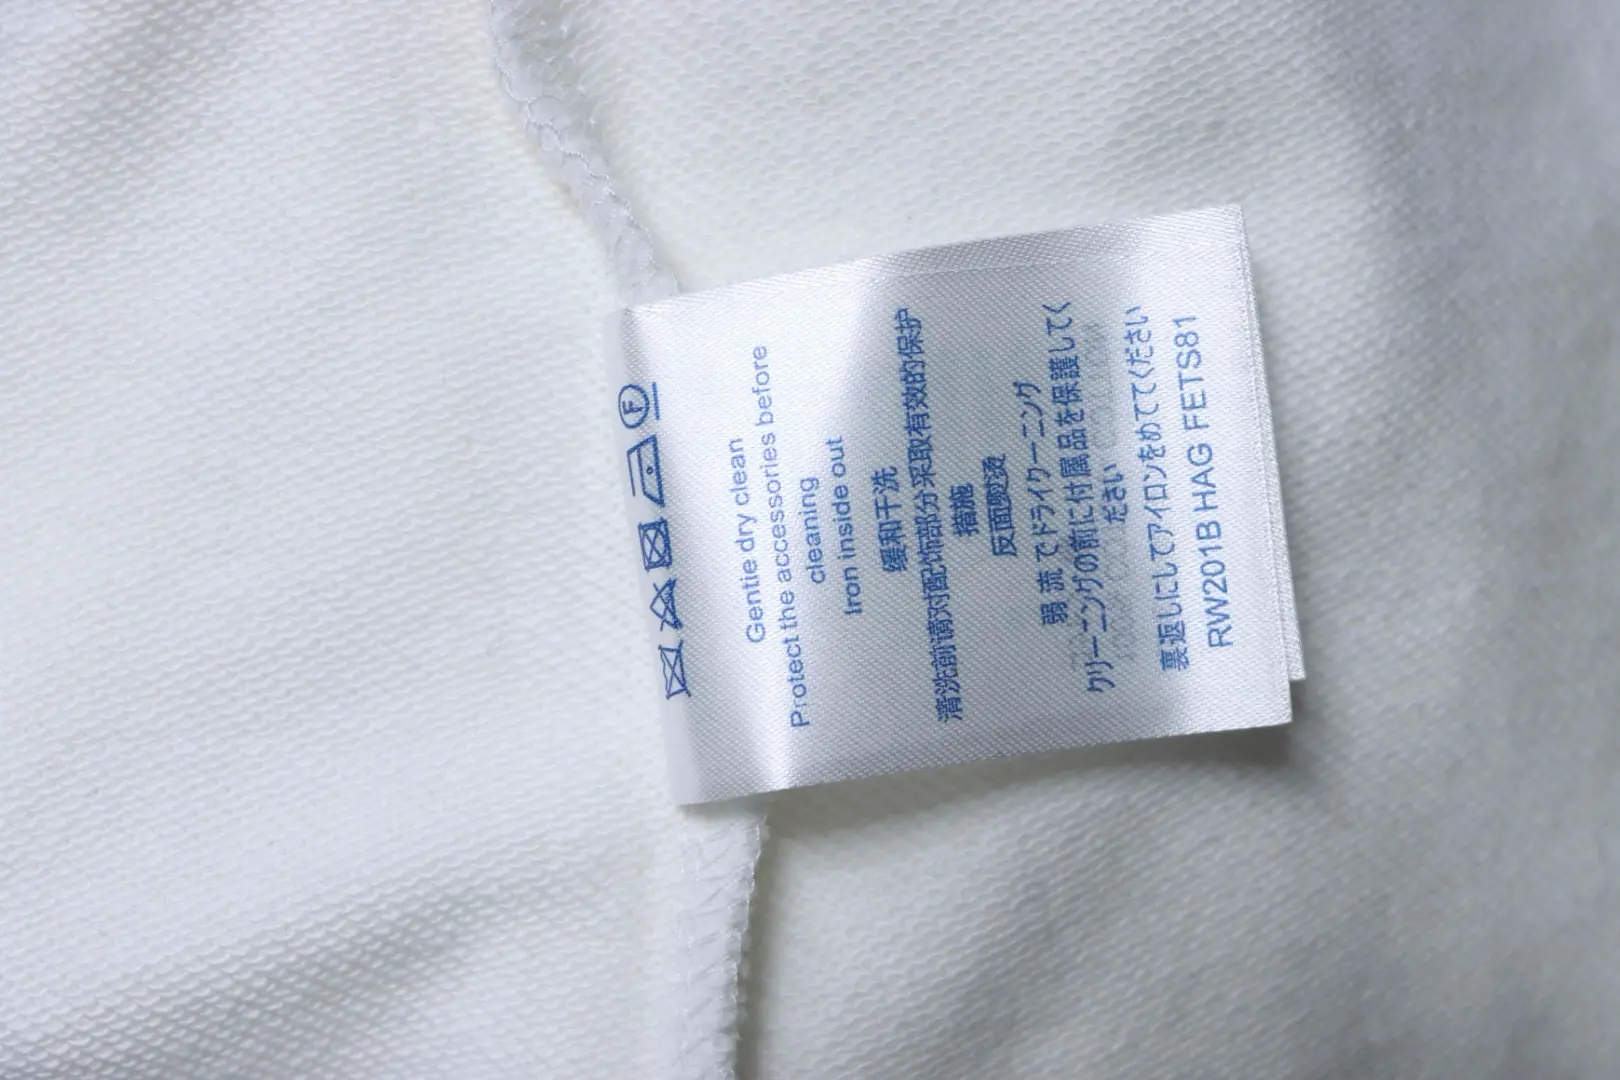 F
Gentie dry clean
Protect the accessories before
cleaning
Iron inside out
缓和干洗
清洗前请对配饰部分采取有效的保护
措施
反面熨烫
弱流でドライクーニング
クリーニングの前に付属品を保護してく
ださい
裏返しにしてアイロンをめててください
RW201B HAG FETS81